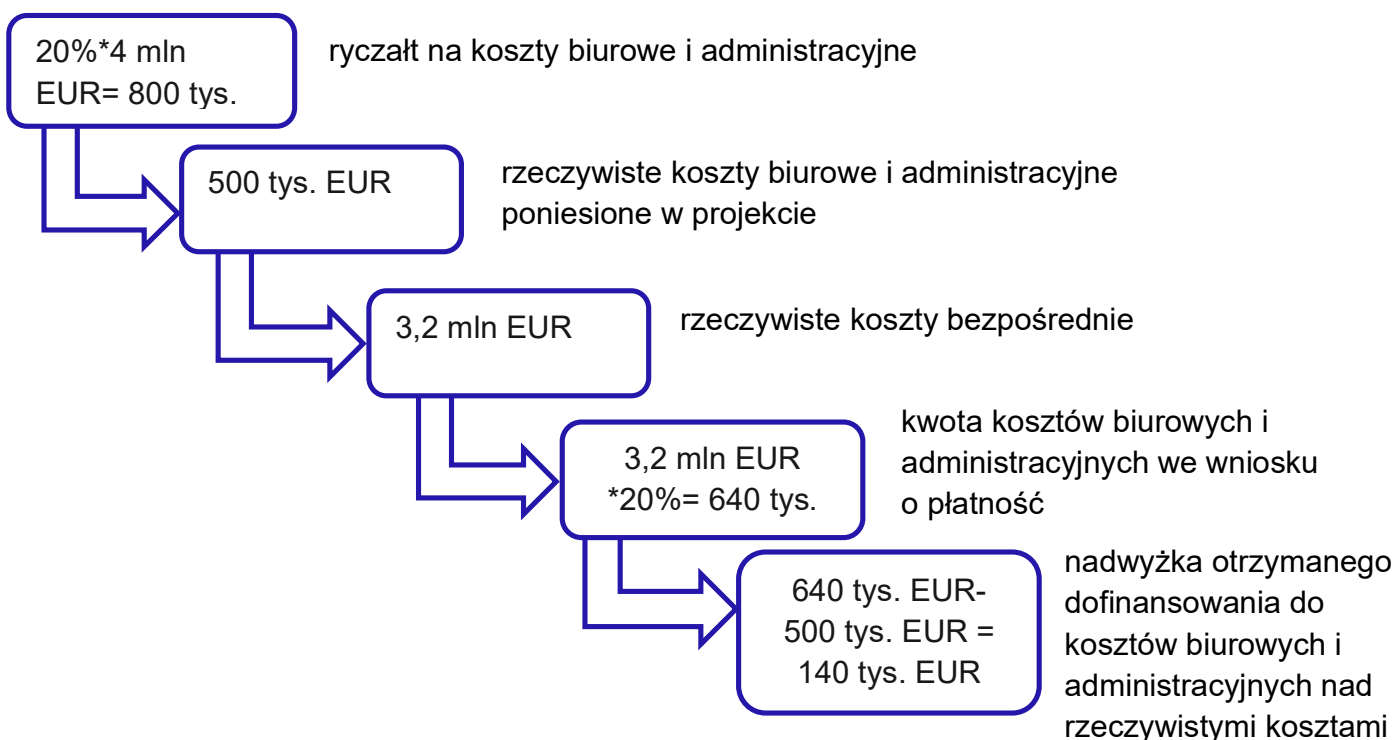 20%*4 mln
EUR= 800 tys.
ryczałt na koszty biurowe i administracyjne
500 tys. EUR
rzeczywiste koszty biurowe i administracyjne
poniesione w projekcie
3,2 mln EUR
rzeczywiste koszty bezpośrednie
3,2 mln EUR
*20%= 640 tys.
kwota kosztów biurowych i
administracyjnych we wniosku
o płatność
640 tys. EUR-
500 tys. EUR =
140 tys. EUR
nadwyżka otrzymanego
dofinansowania do
kosztów biurowych i
administracyjnych nad
rzeczywistymi kosztami